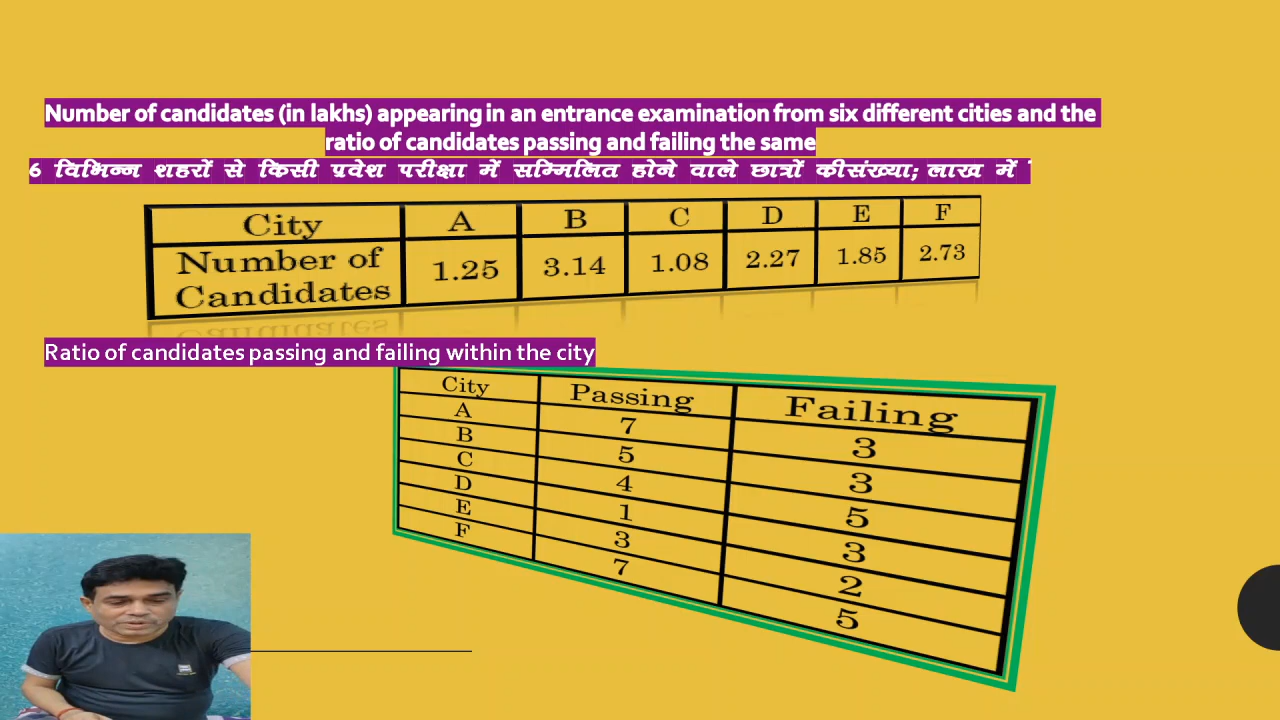 Number of candidates (in lakhs) appearing in an entrance examination from six different cities and the
ratio of candidates passing and failing the same
6 विभिन्न शहरों से किसी प्रवेश परीक्षा में सम्मिलित होने वाले छात्रों कीसंख्या; लाख में
City A B C D E F
Number of Candidates 1.25 3.14 1.08 2.27 1.85 2.73
Ratio of candidates passing and failing within the city
City Passing Failing
A 7 3
B 5 3
C 4 5
D 1 3
E 3 2
F 7 5